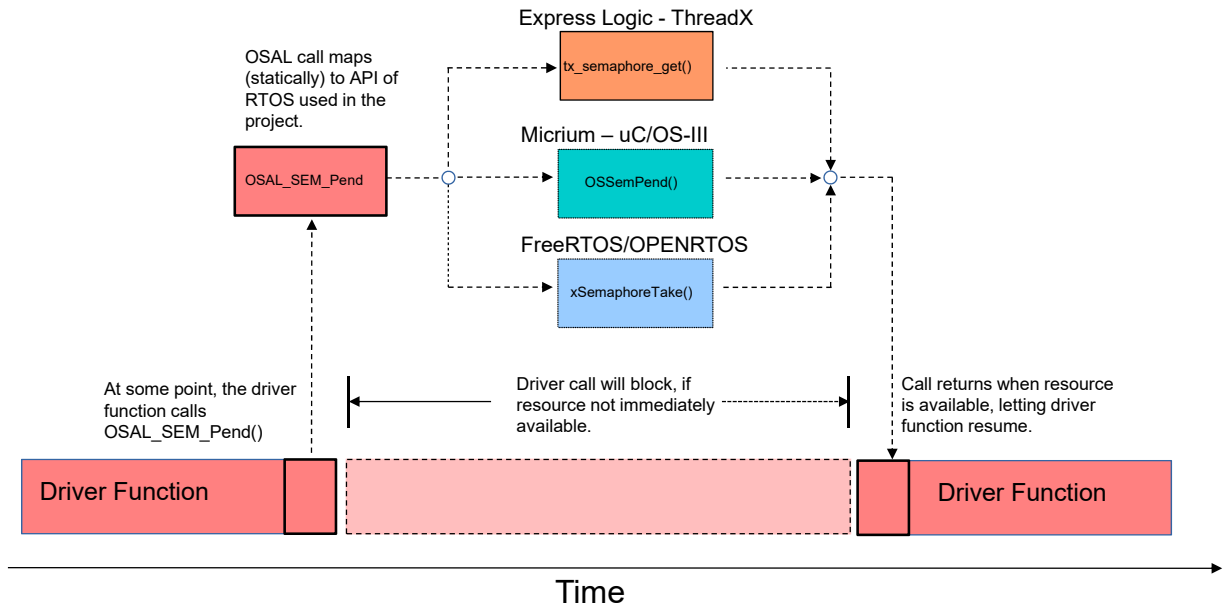 Express Logic - ThreadX
OSAL call maps
(statically) to API of
RTOS used in the
project.
tx_semaphore_get()
Micrium – uC/OS-III
OSAL_SEM_Pend
OSSemPend()
FreeRTOS/OPENRTOS
xSemaphoreTake()
At some point, the driver
function calls
OSAL_SEM_Pend()
Driver call will block, if
resource not immediately
available.
Call returns when resource
is available, letting driver
function resume.
Driver Function
Driver Function
Time